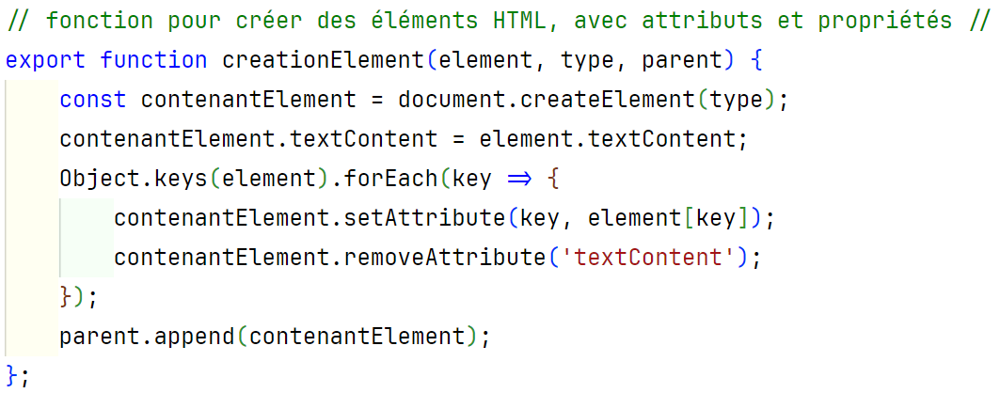 // fonction pour créer des éléments HTML, avec attributs et propriétés //
export function creationElement(element, type, parent) {
    const contenantElement = document.createElement(type);
    contenantElement.textContent = element.textContent;
    Object.keys(element).forEach(key => {
        contenantElement.setAttribute(key, element[key]);
        contenantElement.removeAttribute('textContent');
    });
    parent.append(contenantElement);
};